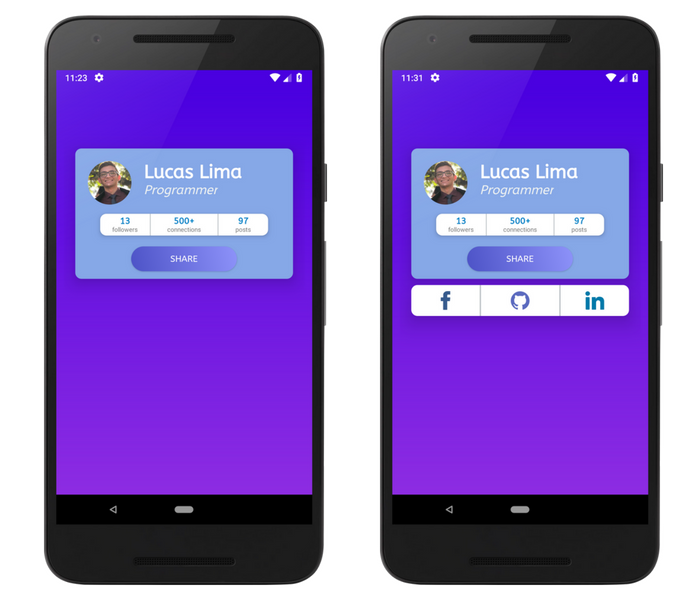 11:23
Lucas Lima
Programmer
13 500+ 97
followers connections posts
SHARE
11:31
Lucas Lima
Programmer
13 500+ 97
followers connections posts
SHARE
f in